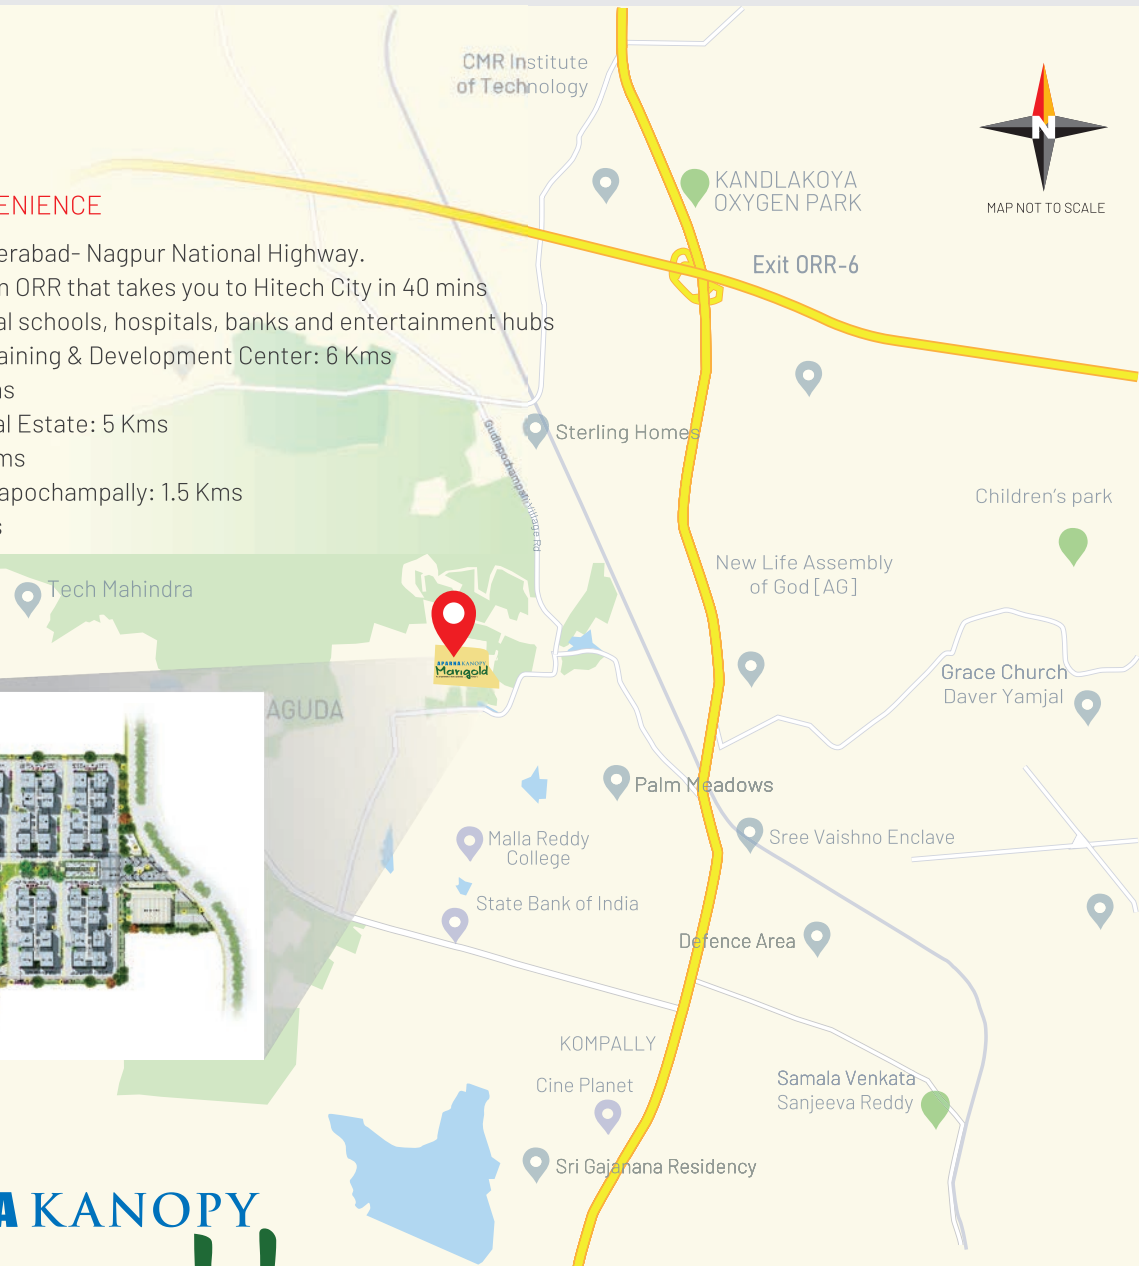 CMR Institute
of Technology
KANDLAKOYA
OXYGEN PARK
N
MAP NOT TO SCALE
ENIENCE
erabad- Nagpur National Highway.
n ORR that takes you to Hitech City in 40 mins
al schools, hospitals, banks and entertainment hubs
aining & Development Center: 6 Kms
ns
al Estate: 5 Kms
ms
apochampally: 1.5 Kms
s
Exit ORR-6
Sterling Homes
Gudlapochampally Village Rd
Children's park
New Life Assembly
of God [AG]
Tech Mahindra
APARNA KANOPY
Marigold
Grace Church
Daver Yamjal
AGUDA
Palm Meadows
Malla Reddy
College
Sree Vaishno Enclave
State Bank of India
Defence Area
KOMPALLY
Cine Planet
Samala Venkata
Sanjeeva Reddy
Sri Gajanana Residency
A KANOPY